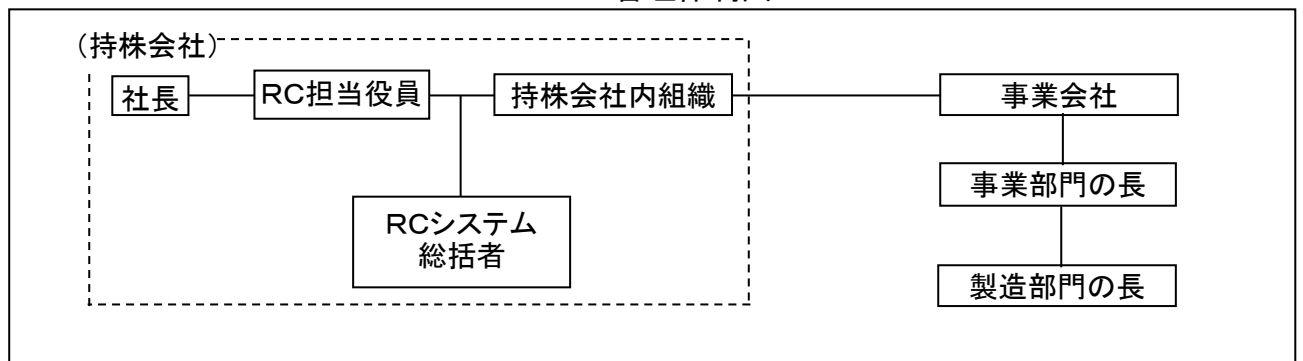 （持株会社）
社長
RC担当役員
持株会社内組織
事業会社
事業部門の長
RCシステム
総括者
製造部門の長